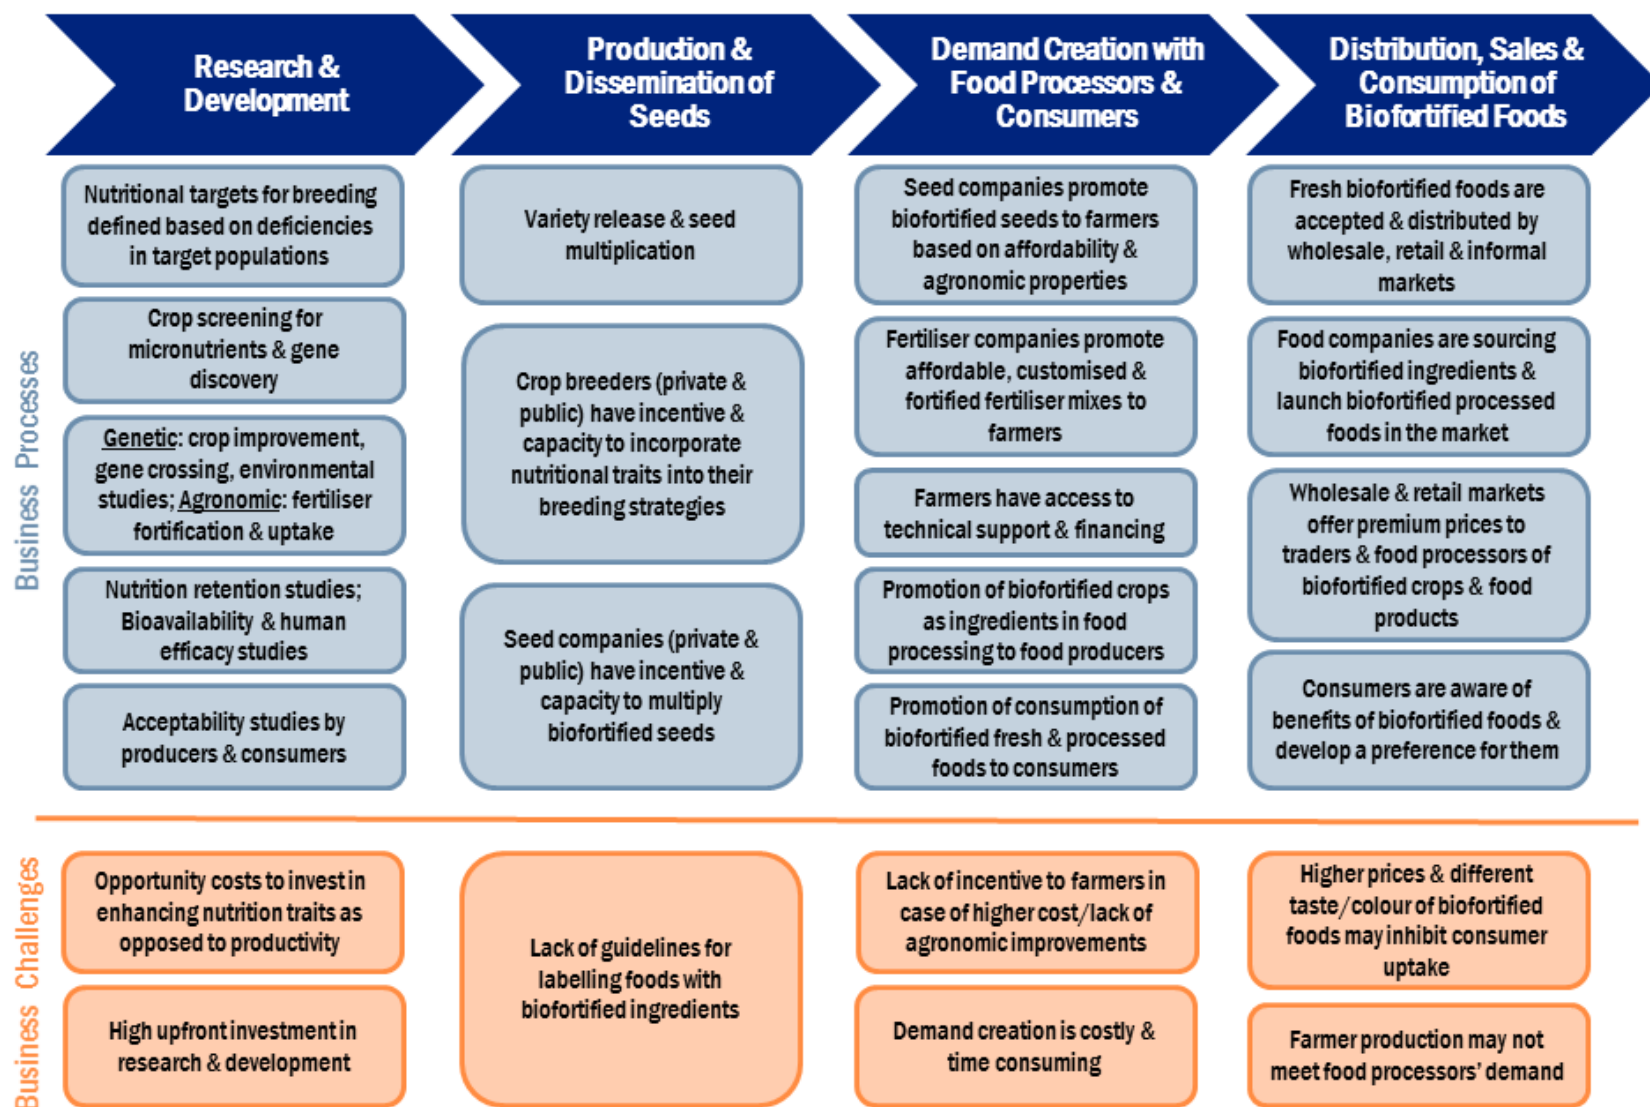 Research &
Development
Production &
Dissemination of
Seeds
Demand Creation with
Food Processors &
Consumers
Distribution, Sales &
Consumption of
Biofortified Foods
Business Processes
Nutritional targets for breeding
defined based on deficiencies
in target populations
Crop screening for
micronutrients & gene
discovery
Genetic: crop improvement,
gene crossing, environmental
studies; Agronomic: fertiliser
fortification & uptake
Nutrition retention studies;
Bioavailability & human
efficacy studies
Acceptability studies by
producers & consumers
Variety release & seed
multiplication
Crop breeders (private &
public) have incentive &
capacity to incorporate
nutritional traits into their
breeding strategies
Seed companies (private &
public) have incentive &
capacity to multiply
biofortified seeds
Seed companies promote
biofortified seeds to farmers
based on affordability &
agronomic properties
Fertiliser companies promote
affordable, customised &
fortified fertiliser mixes to
farmers
Farmers have access to
technical support & financing
Promotion of biofortified crops
as ingredients in food
processing to food producers
Promotion of consumption of
biofortified fresh & processed
foods to consumers
Fresh biofortified foods are
accepted & distributed by
wholesale, retail & informal
markets
Food companies are sourcing
biofortified ingredients &
launch biofortified processed
foods in the market
Wholesale & retail markets
offer premium prices to
traders & food processors of
biofortified crops & food
products
Consumers are aware of
benefits of biofortified foods &
develop a preference for them
Business Challenges
Opportunity costs to invest in
enhancing nutrition traits as
opposed to productivity
High upfront investment in
research & development
Lack of guidelines for
labelling foods with
biofortified ingredients
Lack of incentive to farmers in
case of higher cost/lack of
agronomic improvements
Demand creation is costly &
time consuming
Higher prices & different
taste/colour of biofortified
foods may inhibit consumer
uptake
Farmer production may not
meet food processors' demand